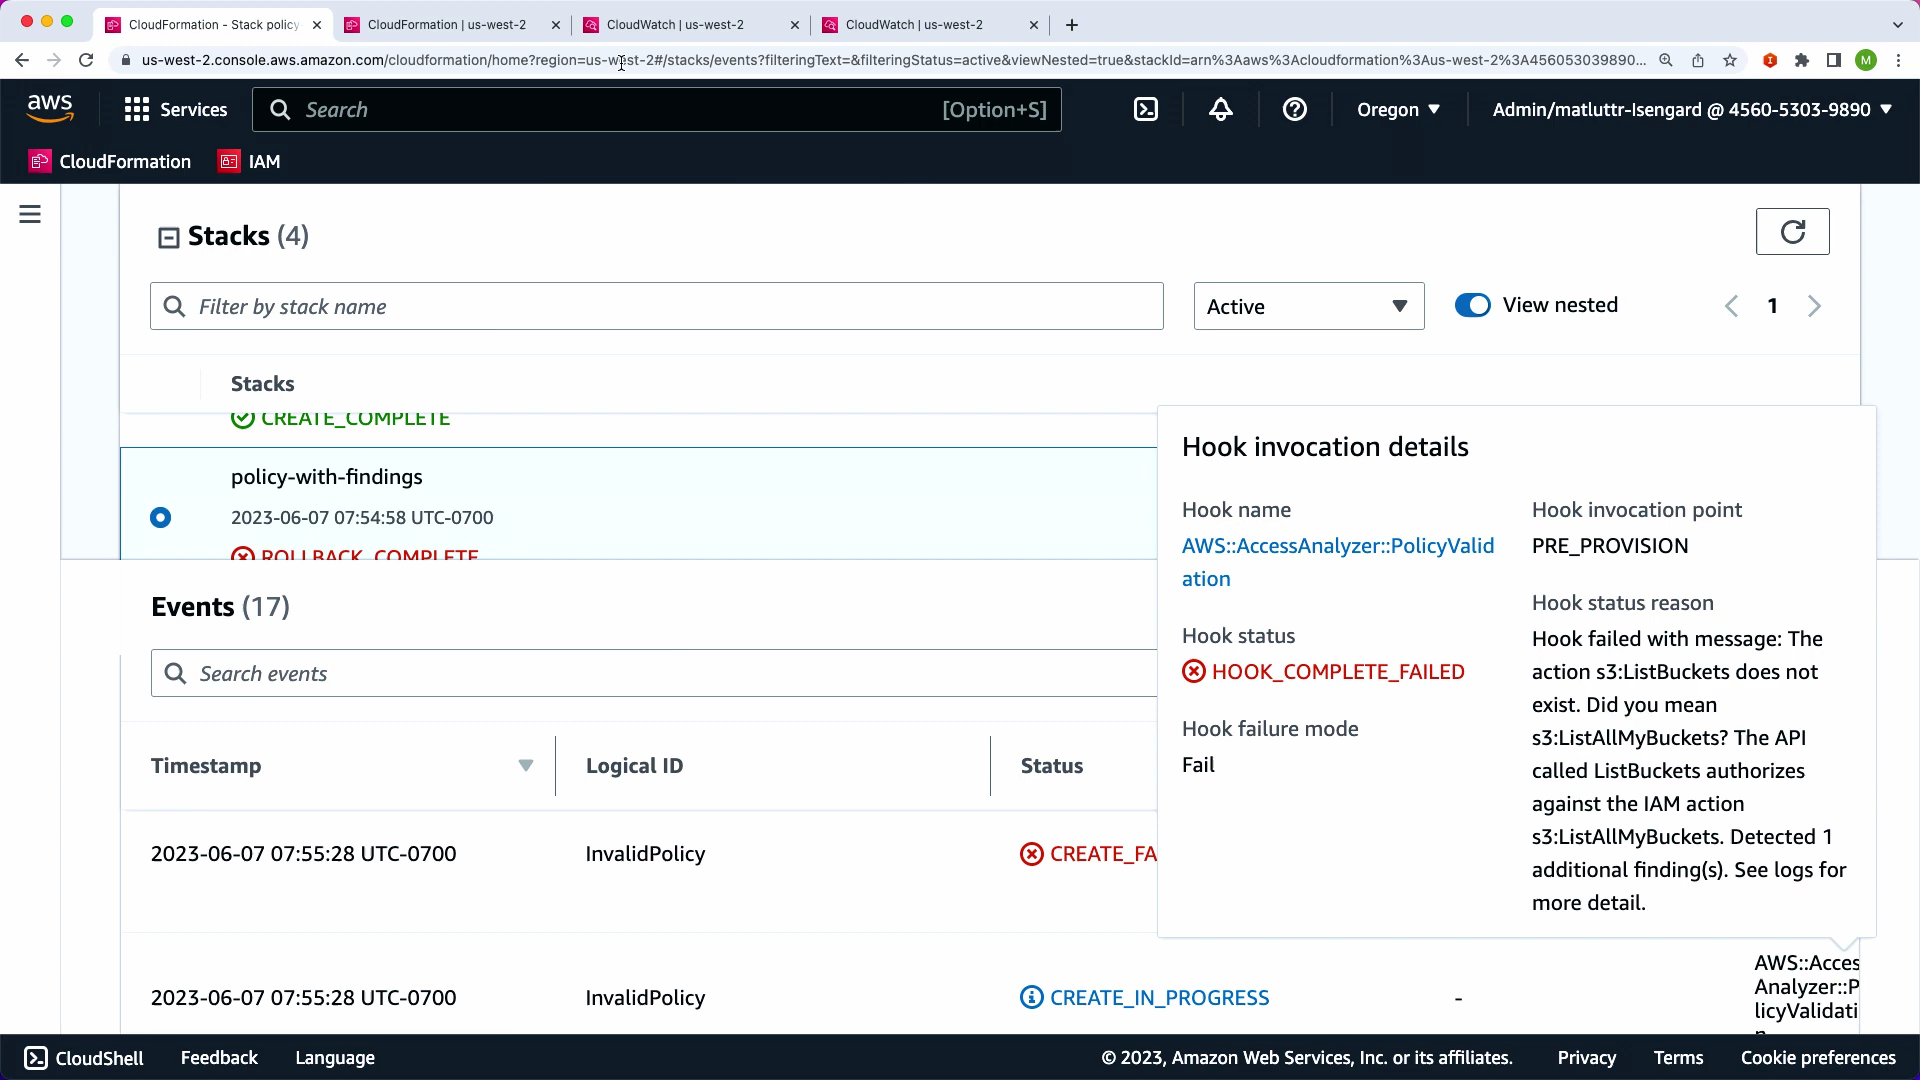 CloudFormation - Stack policy
CloudFormation | us-west-2
CloudWatch | us-west-2
CloudWatch | us-west-2
us-west-2.console.aws.amazon.com/cloudformation/home?region=us-west-2#/stacks/events?filteringText=&filteringStatus=active&viewNested=true&stackId=arn%3Aaws%3Acloudformation%3Aus-west-2%3A456053039890...
M
aws
Services
Search
[Option+S]
Oregon
Admin/matluttr-Isengard @ 4560-5303-9890
CloudFormation
IAM
Stacks (4)
Filter by stack name
Active
View nested
1
Stacks
CREATE_COMPLETE
policy-with-findings
2023-06-07 07:54:58 UTC-0700
ROLLBACK_COMPLETE
Hook invocation details
Hook name
AWS::AccessAnalyzer::PolicyValid
ation
Hook status
HOOK_COMPLETE_FAILED
Hook failure mode
Fail
Hook invocation point
PRE_PROVISION
Hook status reason
Hook failed with message: The
action s3:ListBuckets does not
exist. Did you mean
s3:ListAllMyBuckets? The API
called ListBuckets authorizes
against the IAM action
s3:ListAllMyBuckets. Detected 1
additional finding(s). See logs for
more detail.
Events (17)
Search events
Timestamp
Logical ID
Status
2023-06-07 07:55:28 UTC-0700
InvalidPolicy
CREATE_FA
2023-06-07 07:55:28 UTC-0700
InvalidPolicy
CREATE_IN_PROGRESS
-
AWS::Acces
Analyzer::P
licyValidati
CloudShell
Feedback
Language
© 2023, Amazon Web Services, Inc. or its affiliates.
Privacy
Terms
Cookie preferences